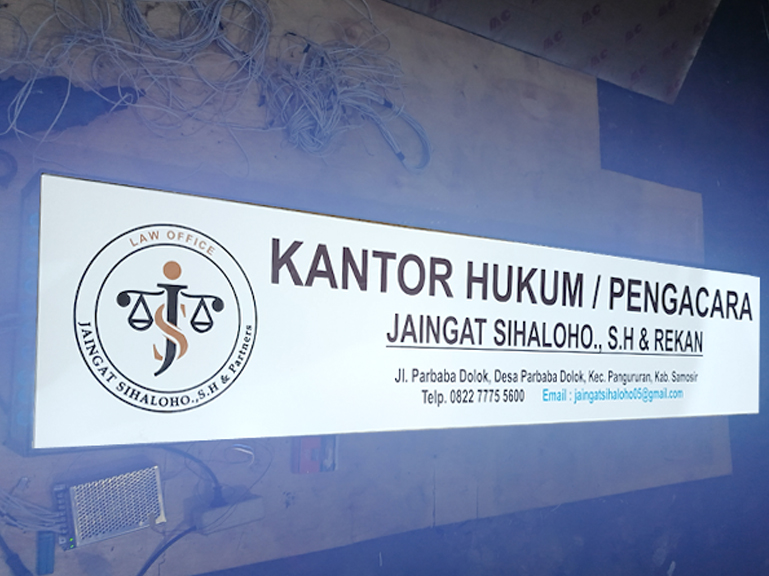 LAW OFFICE
JS
JAINGAT SIHALOHO.,S.H & Partners
KANTOR HUKUM / PENGACARA
JAINGAT SIHALOHO., S.H & REKAN
Jl. Parbaba Dolok, Desa Parbaba Dolok, Kec. Pangururan, Kab. Samosir
Telp. 0822 7775 5600 Email : jaingatsihaloho05@gmail.com